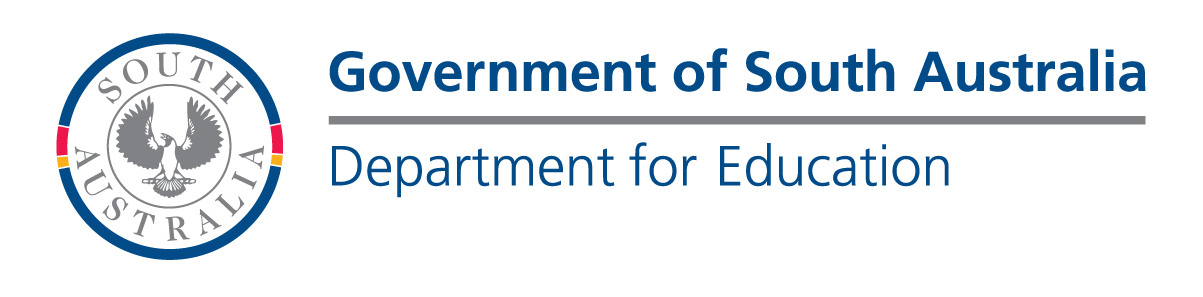 SOUTH
AUSTRALIA
Government of South Australia
Department for Education